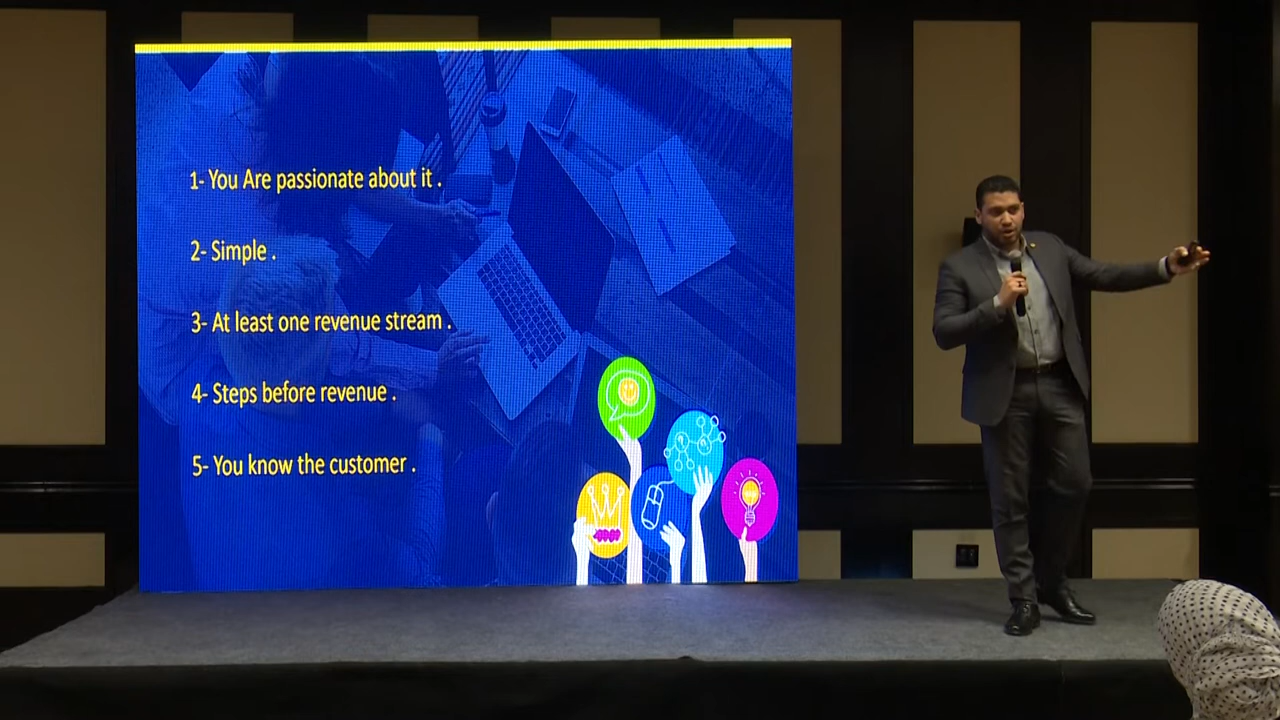 1- You Are passionate about it .
2- Simple .
3- At least one revenue stream .
4- Steps before revenue .
5- You know the customer .